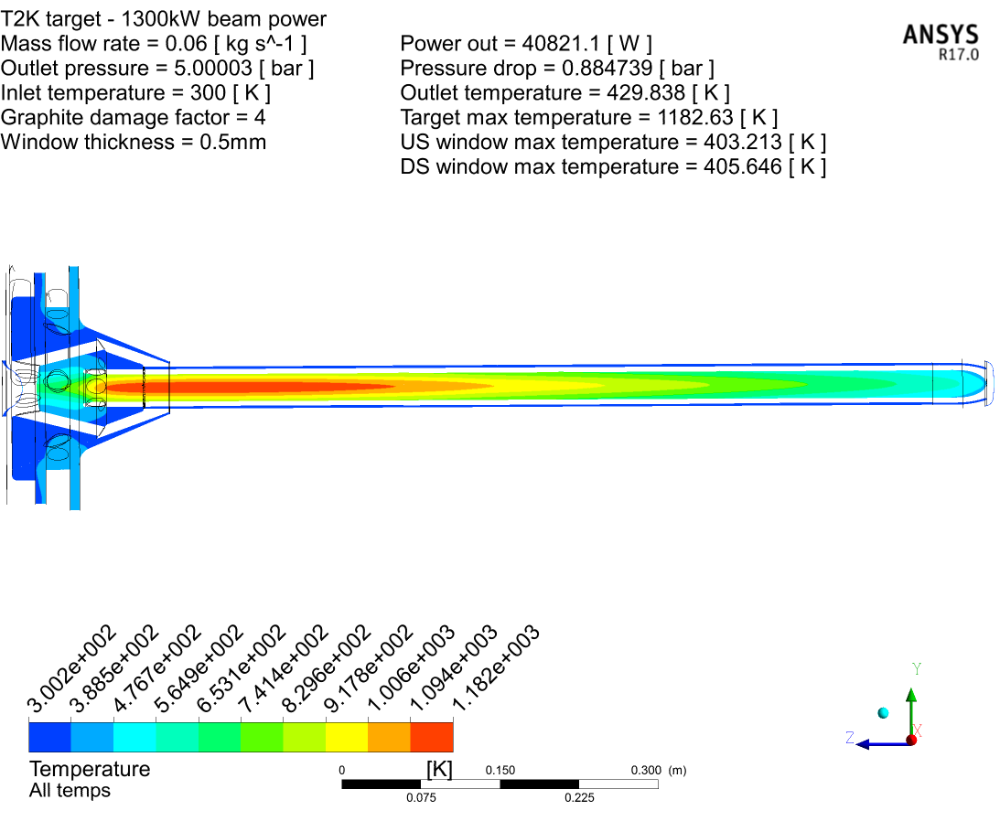 T2K target - 1300kW beam power
Mass flow rate = 0.06 [ kg s^-1 ]
Outlet pressure = 5.00003 [ bar ]
Inlet temperature = 300 [ K ]
Graphite damage factor = 4
Window thickness = 0.5mm
Power out = 40821.1 [ W ]
Pressure drop = 0.884739 [ bar ]
Outlet temperature = 429.838 [ K ]
Target max temperature = 1182.63 [ K ]
US window max temperature = 403.213 [ K ]
DS window max temperature = 405.646 [ K ]
ANSYS
R17.0
3.002e+002
3.885e+002
4.767e+002
5.649e+002
6.531e+002
7.414e+002
8.296e+002
9.178e+002
1.006e+003
1.094e+003
1.182e+003
Temperature [K]
All temps
0 0.150 0.300 (m)
0.075 0.225
Y
Z X